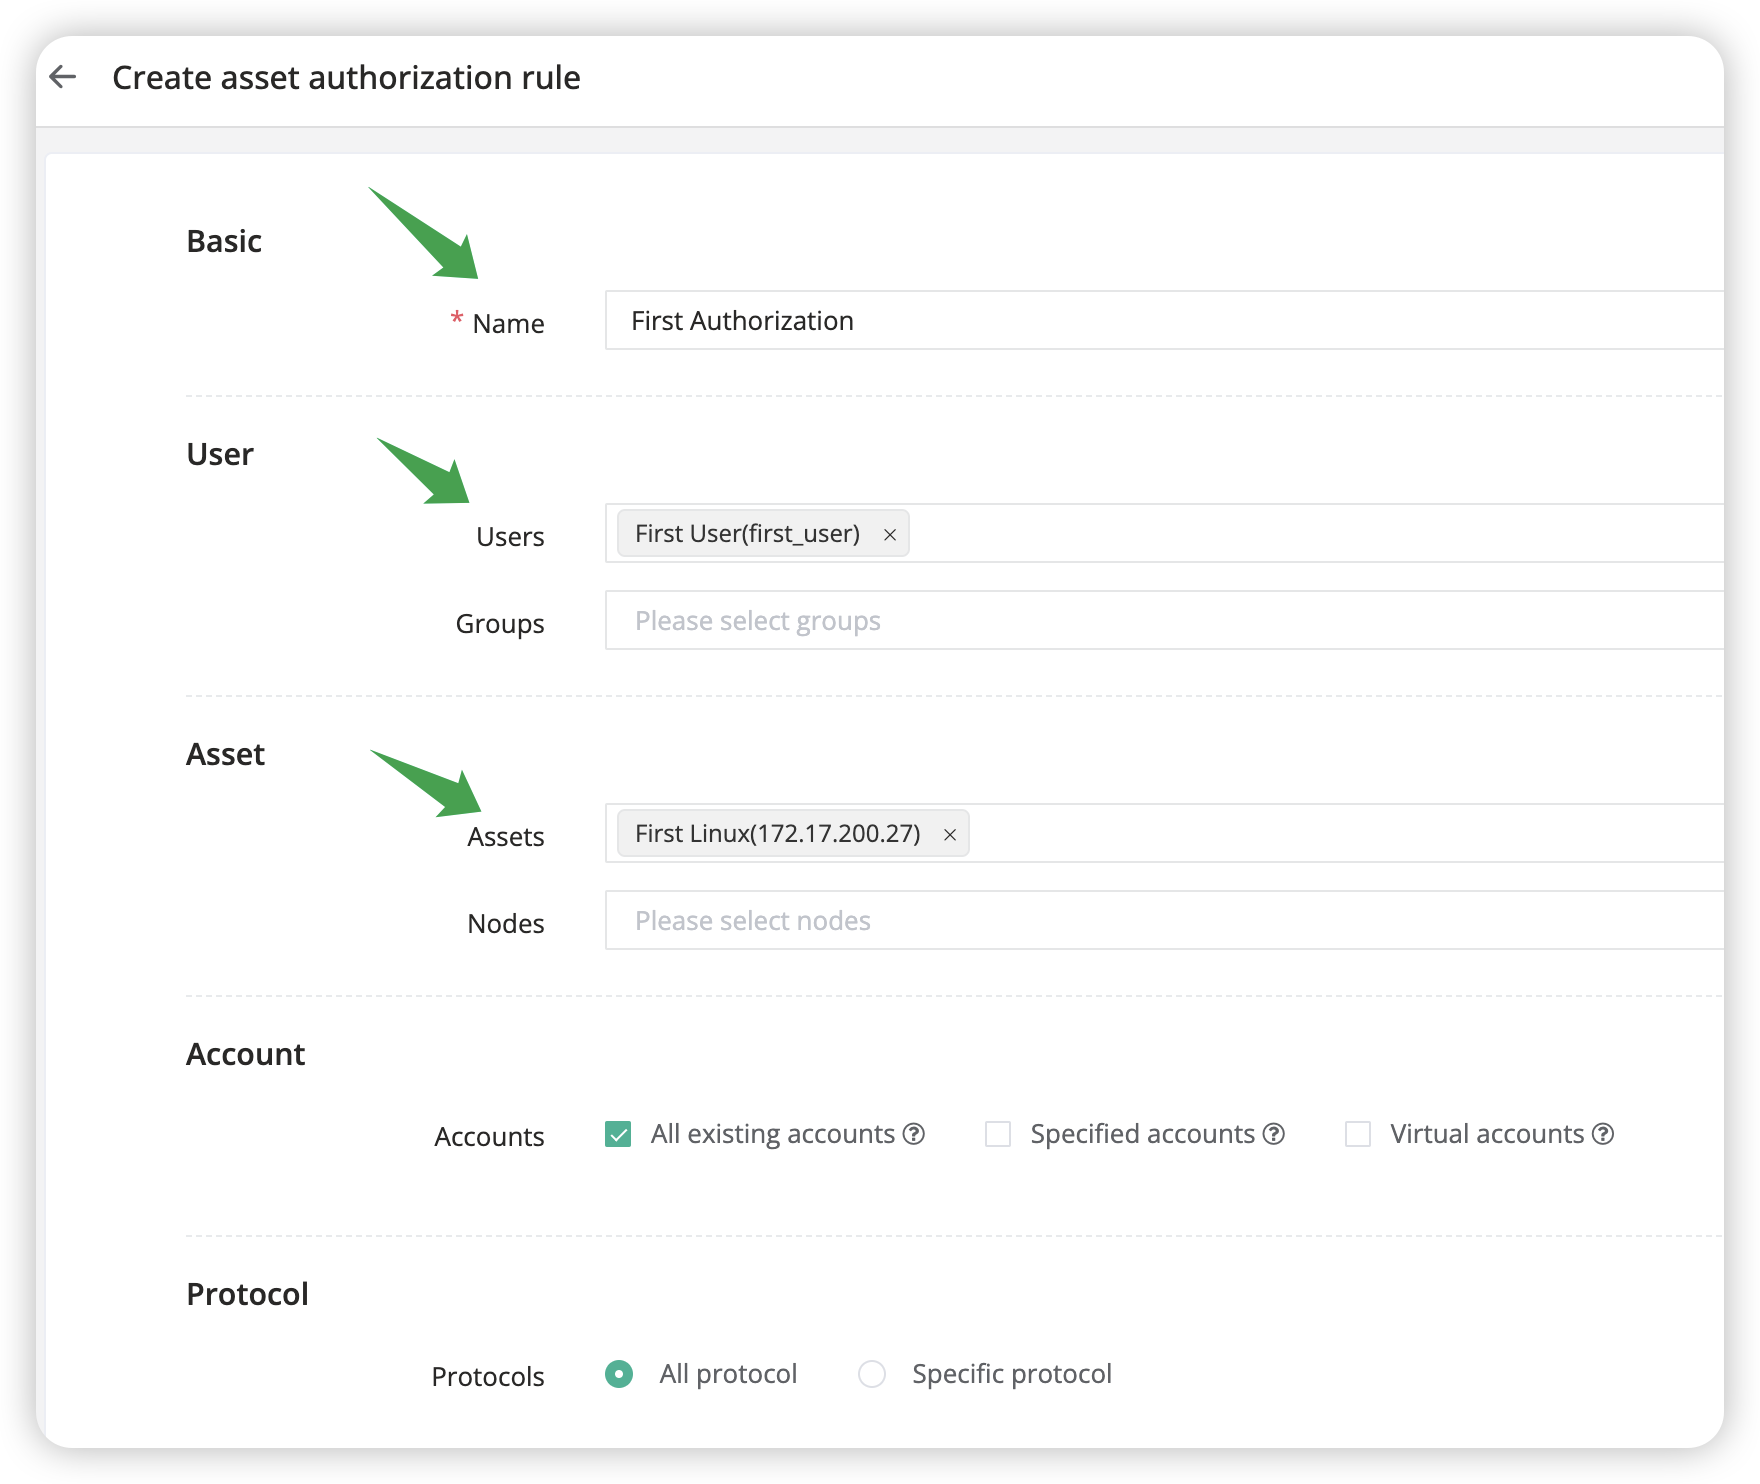 Create asset authorization rule
Basic
* Name
First Authorization
User
Users
First User(first_user) ×
Groups
Please select groups
Asset
Assets
First Linux(172.17.200.27) ×
Nodes
Please select nodes
Account
Accounts
All existing accounts ?
Specified accounts ?
Virtual accounts ?
Protocol
Protocols
All protocol
Specific protocol